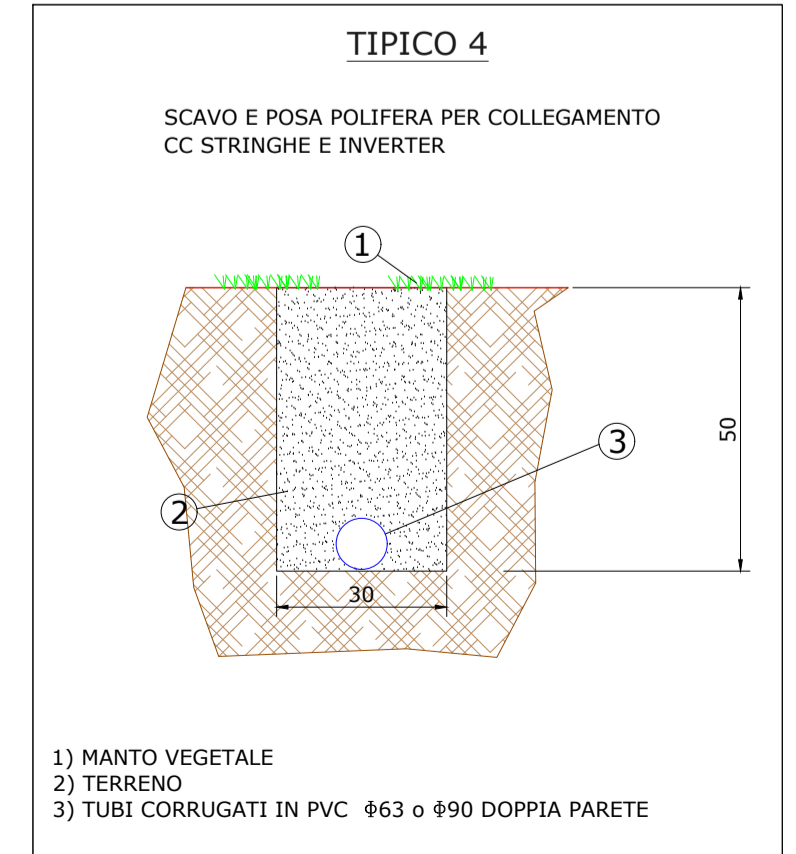 TIPICO 4
SCAVO E POSA POLIFERA PER COLLEGAMENTO
CC STRINGHE E INVERTER
1
3
50
2
30
1) MANTO VEGETALE
2) TERRENO
3) TUBI CORRUGATI IN PVC Φ63 o Φ90 DOPPIA PARETE